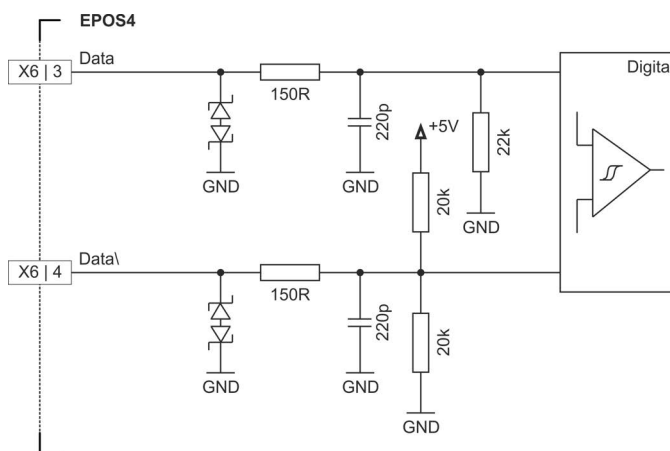 EPOS4
X6 | 3
Data
Digita
150R
220p
+5V
22k
GND
GND
20k
GND
X6 | 4
Data\
150R
220p
20k
GND
GND
GND